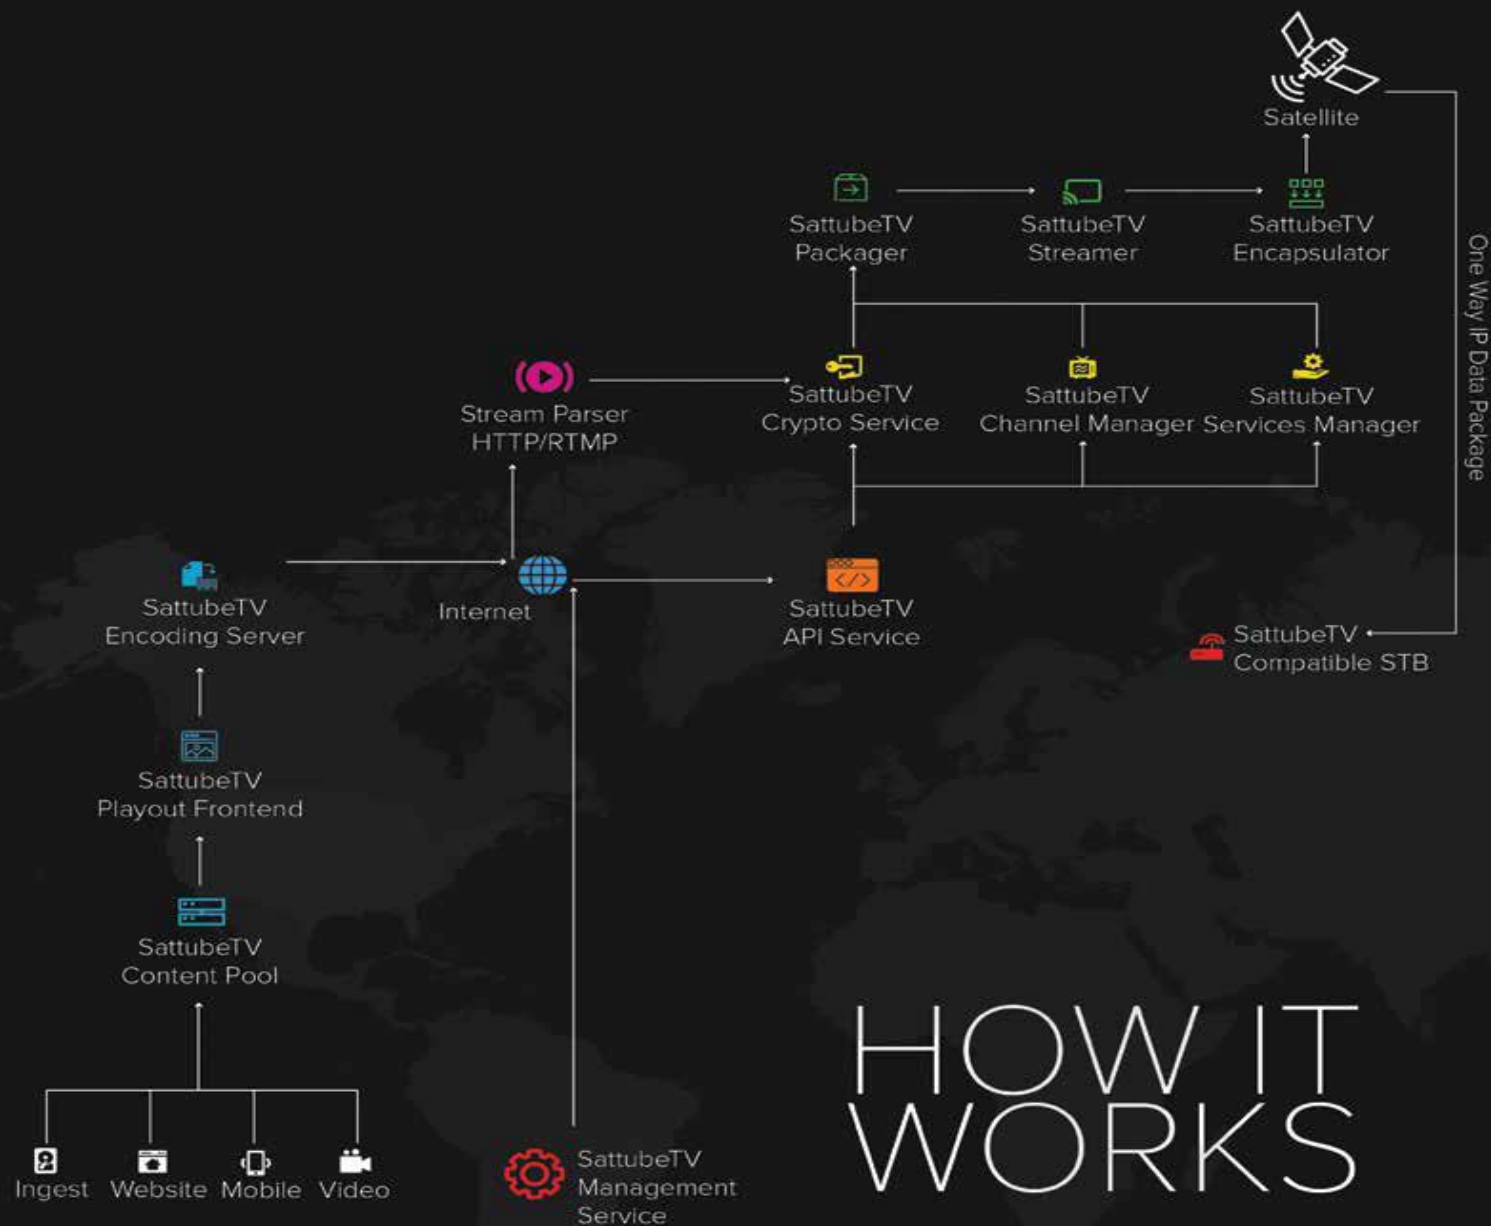 Satellite
SattubeTV
Packager
SattubeTV
Streamer
SattubeTV
Encapsulator
One Way IP Data Package
Stream Parser
HTTP/RTMP
SattubeTV
Crypto Service
SattubeTV
Channel Manager
SattubeTV
Services Manager
SattubeTV
Encoding Server
Internet
SattubeTV
API Service
SattubeTV
Compatible STB
SattubeTV
Playout Frontend
SattubeTV
Content Pool
Ingest
Website
Mobile
Video
SattubeTV
Management
Service
HOW IT
WORKS